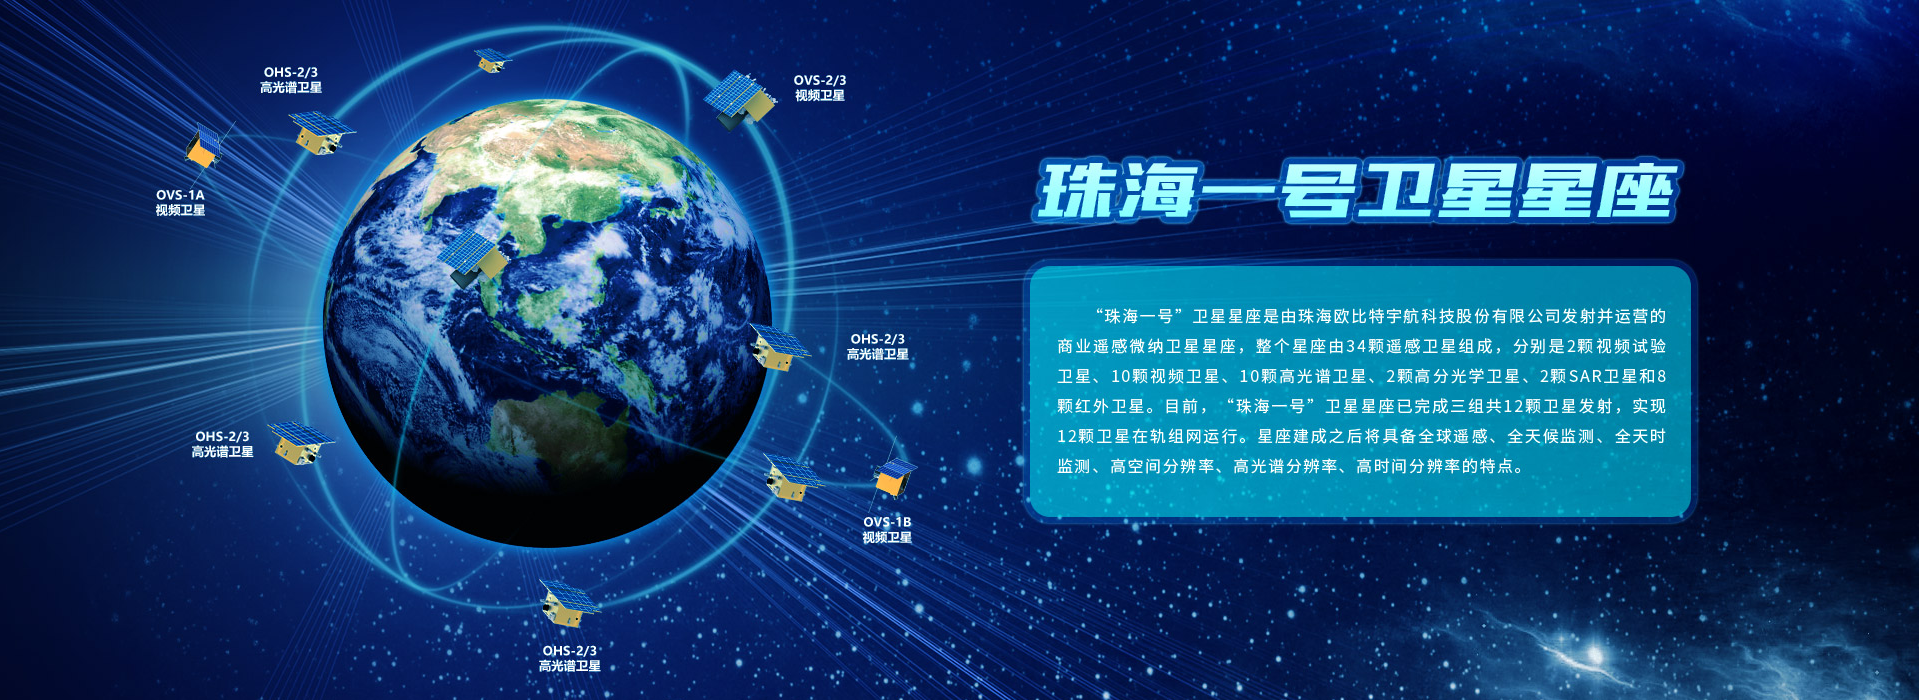 OHS-2/3
高光谱卫星
OVS-2/3
视频卫星
OVS-1A
视频卫星
珠海一号卫星星座
“珠海一号”卫星星座是由珠海欧比特宇航科技股份有限公司发射并运营的
商业遥感微纳卫星星座，整个星座由34颗遥感卫星组成，分别是2颗视频试验
卫星、10颗视频卫星、10颗高光谱卫星、2颗高分光学卫星、2颗SAR卫星和8
颗红外卫星。目前，“珠海一号”卫星星座已完成三组共12颗卫星发射，实现
12颗卫星在轨组网运行。星座建成之后将具备全球遥感、全天候监测、全天时
监测、高空间分辨率、高光谱分辨率、高时间分辨率的特点。
OHS-2/3
高光谱卫星
OHS-2/3
高光谱卫星
OVS-1B
视频卫星
OHS-2/3
高光谱卫星